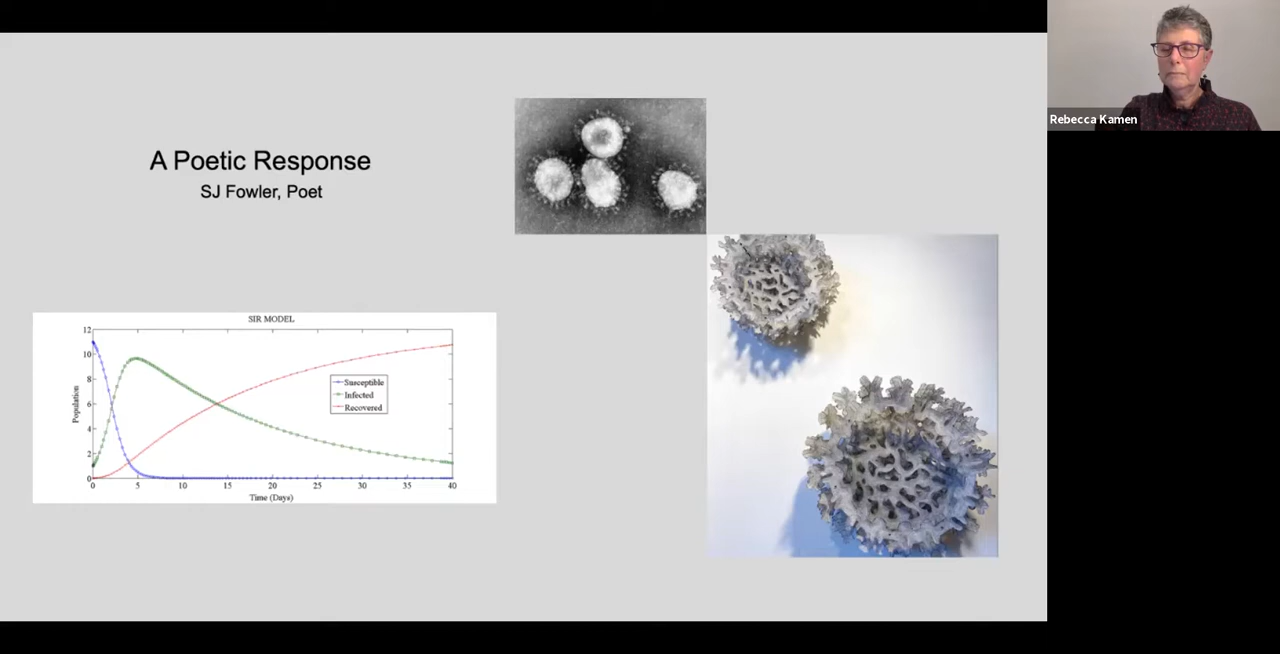 A Poetic Response
SJ Fowler, Poet
SIR MODEL
12
10
8
6
4
2
0
Population
Susceptible
Infected
Recovered
0 5 10 15 20 25 30 35 40
Time (Days)
Rebecca Kamen